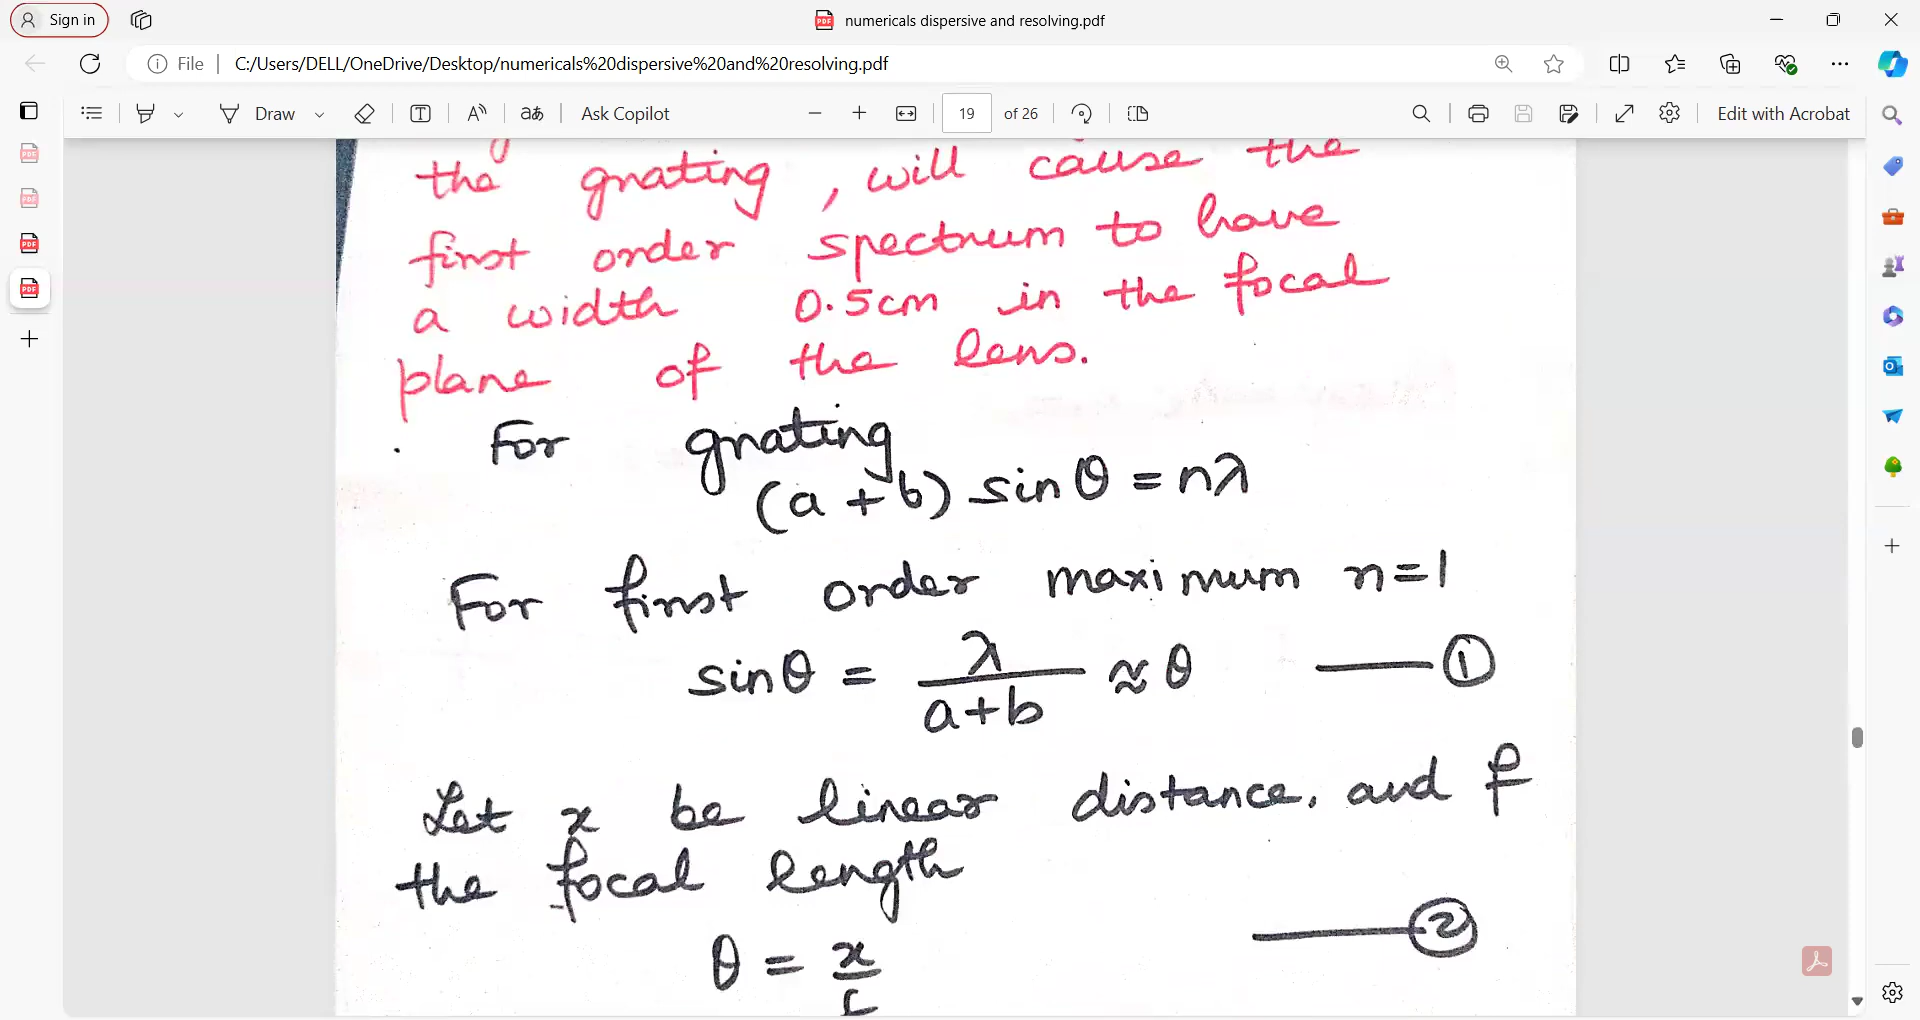 Sign in
numericals dispersive and resolving.pdf
File
C:/Users/DELL/OneDrive/Desktop/numericals%20dispersive%20and%20resolving.pdf
Draw
T
A
aあ
Ask Copilot
19 of 26
Edit with Acrobat
the grating, will cause the
first order spectrum to have
a width 0.5cm in the focal
plane of the lens.
For grating
(a + b) sin θ = nλ
For first order maximum n=1
sin θ = λ/a+b ≈ θ ——— ①
Let x be linear distance, and f
the focal length
θ = x/f ——— ②